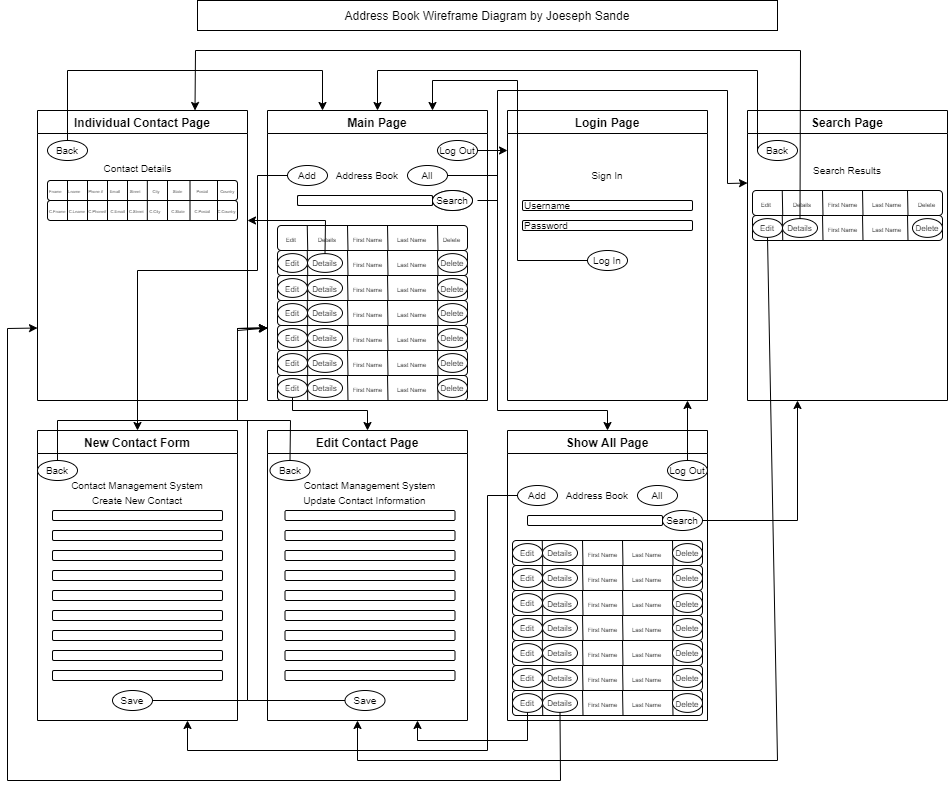 Address Book Wireframe Diagram by Joeseph Sande
Individual Contact Page
Back
Contact Details
Fname Lname Phone # Email Street City State Postal Country
C.Fname C.Lname C.Phone# C.Email C.Street C.City C.State C.Postal C.Country
Main Page
Log Out
Add Address Book All
Search
Edit Details First Name Last Name Delete
Edit Details First Name Last Name Delete
Edit Details First Name Last Name Delete
Edit Details First Name Last Name Delete
Edit Details First Name Last Name Delete
Edit Details First Name Last Name Delete
Edit Details First Name Last Name Delete
Login Page
Sign In
Username
Password
Log In
Search Page
Back
Search Results
Edit Details First Name Last Name Delete
Edit Details First Name Last Name Delete
New Contact Form
Back
Contact Management System
Create New Contact
Save
Edit Contact Page
Back
Contact Management System
Update Contact Information
Save
Show All Page
Log Out
Add Address Book All
Search
Edit Details First Name Last Name Delete
Edit Details First Name Last Name Delete
Edit Details First Name Last Name Delete
Edit Details First Name Last Name Delete
Edit Details First Name Last Name Delete
Edit Details First Name Last Name Delete
Edit Details First Name Last Name Delete